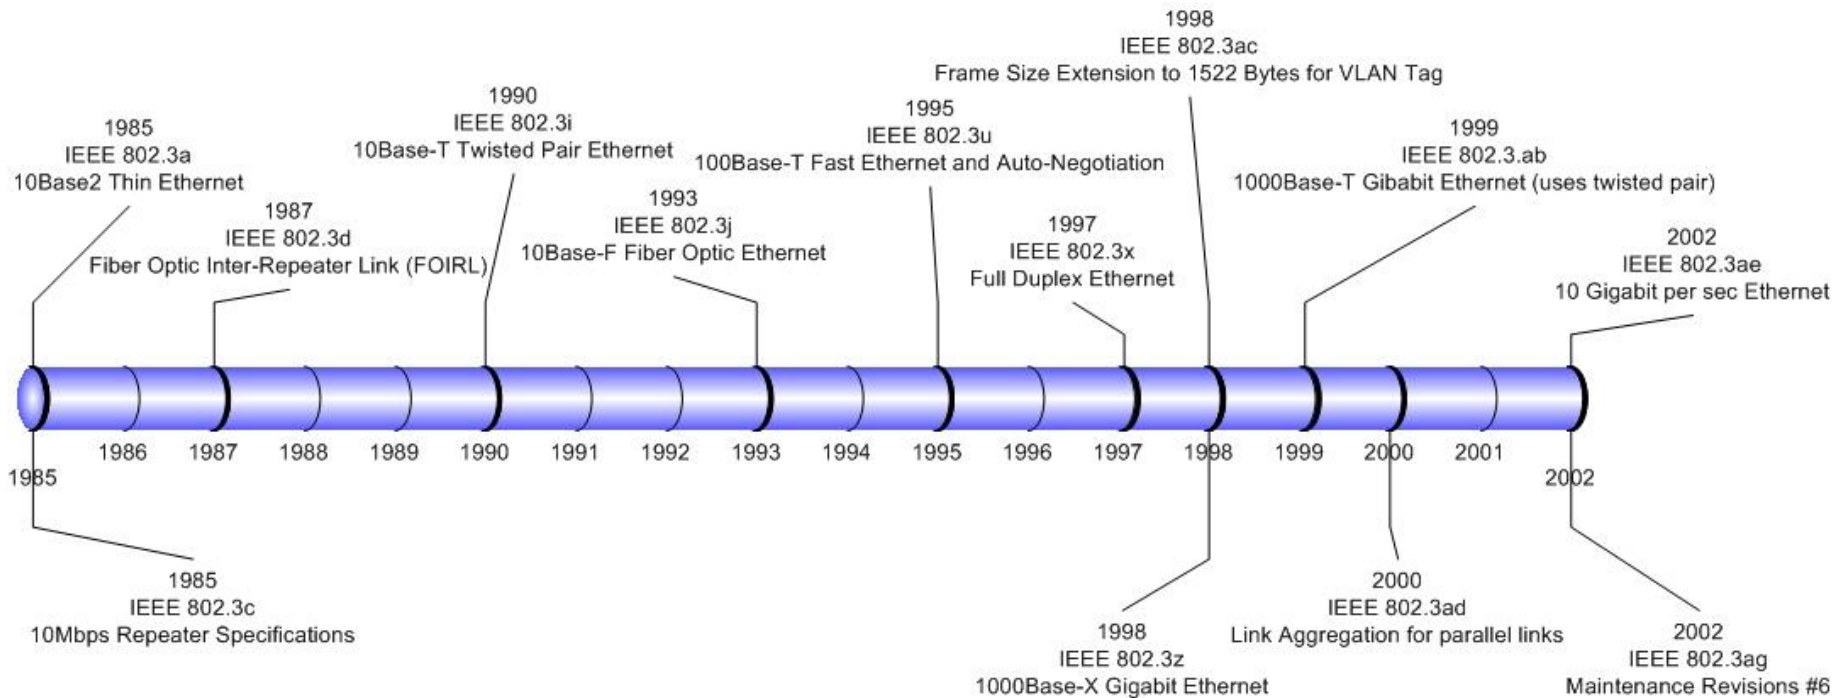 1998
IEEE 802.3ac
Frame Size Extension to 1522 Bytes for VLAN Tag
1990
IEEE 802.3i
10Base-T Twisted Pair Ethernet
1995
IEEE 802.3u
100Base-T Fast Ethernet and Auto-Negotiation
1985
IEEE 802.3a
10Base2 Thin Ethernet
1999
IEEE 802.3.ab
1000Base-T Gibabit Ethernet (uses twisted pair)
1987
IEEE 802.3d
Fiber Optic Inter-Repeater Link (FOIRL)
1993
IEEE 802.3j
10Base-F Fiber Optic Ethernet
1997
IEEE 802.3x
Full Duplex Ethernet
2002
IEEE 802.3ae
10 Gigabit per sec Ethernet
1985 1986 1987 1988 1989 1990 1991 1992 1993 1994 1995 1996 1997 1998 1999 2000 2001 2002
1985
IEEE 802.3c
10Mbps Repeater Specifications
1998
IEEE 802.3z
1000Base-X Gigabit Ethernet
2000
IEEE 802.3ad
Link Aggregation for parallel links
2002
IEEE 802.3ag
Maintenance Revisions #6